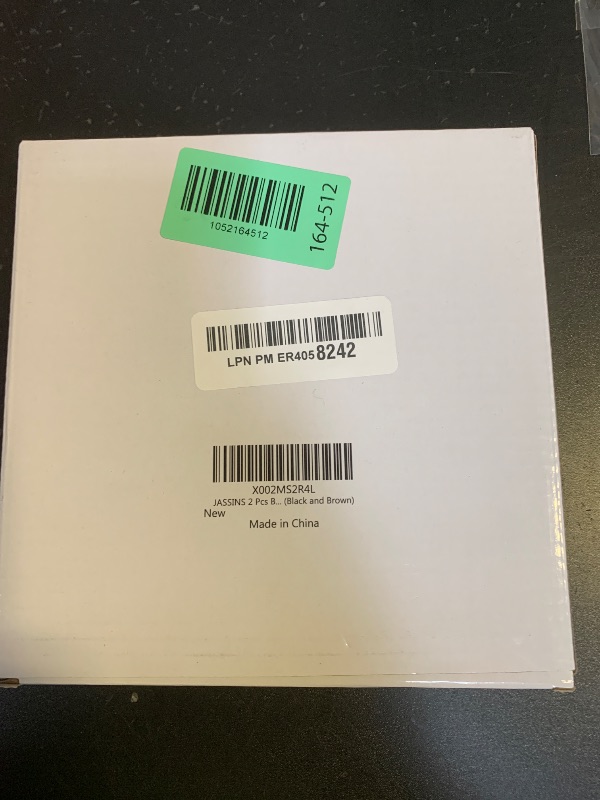 1052164512
164-512
LPN PM ER4058242
X002MS2R4L
JASSINS 2 Pcs B... (Black and Brown)
New
Made in China